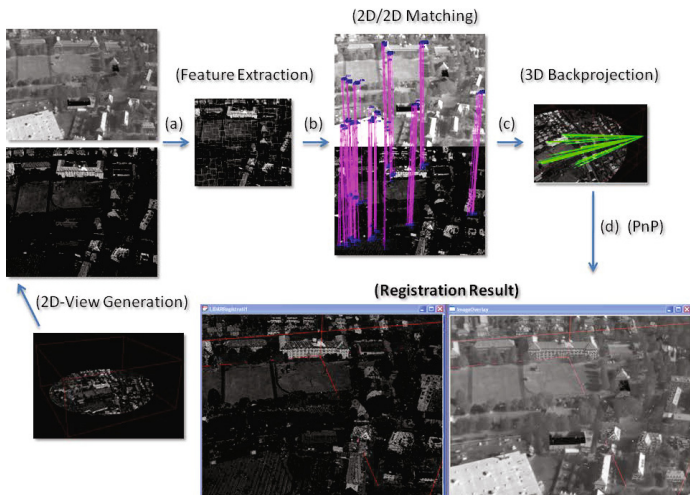 (2D/2D Matching)
(Feature Extraction)
(3D Backprojection)
(a)
(b)
(c)
(d) (PnP)
(2D-View Generation)
(Registration Result)